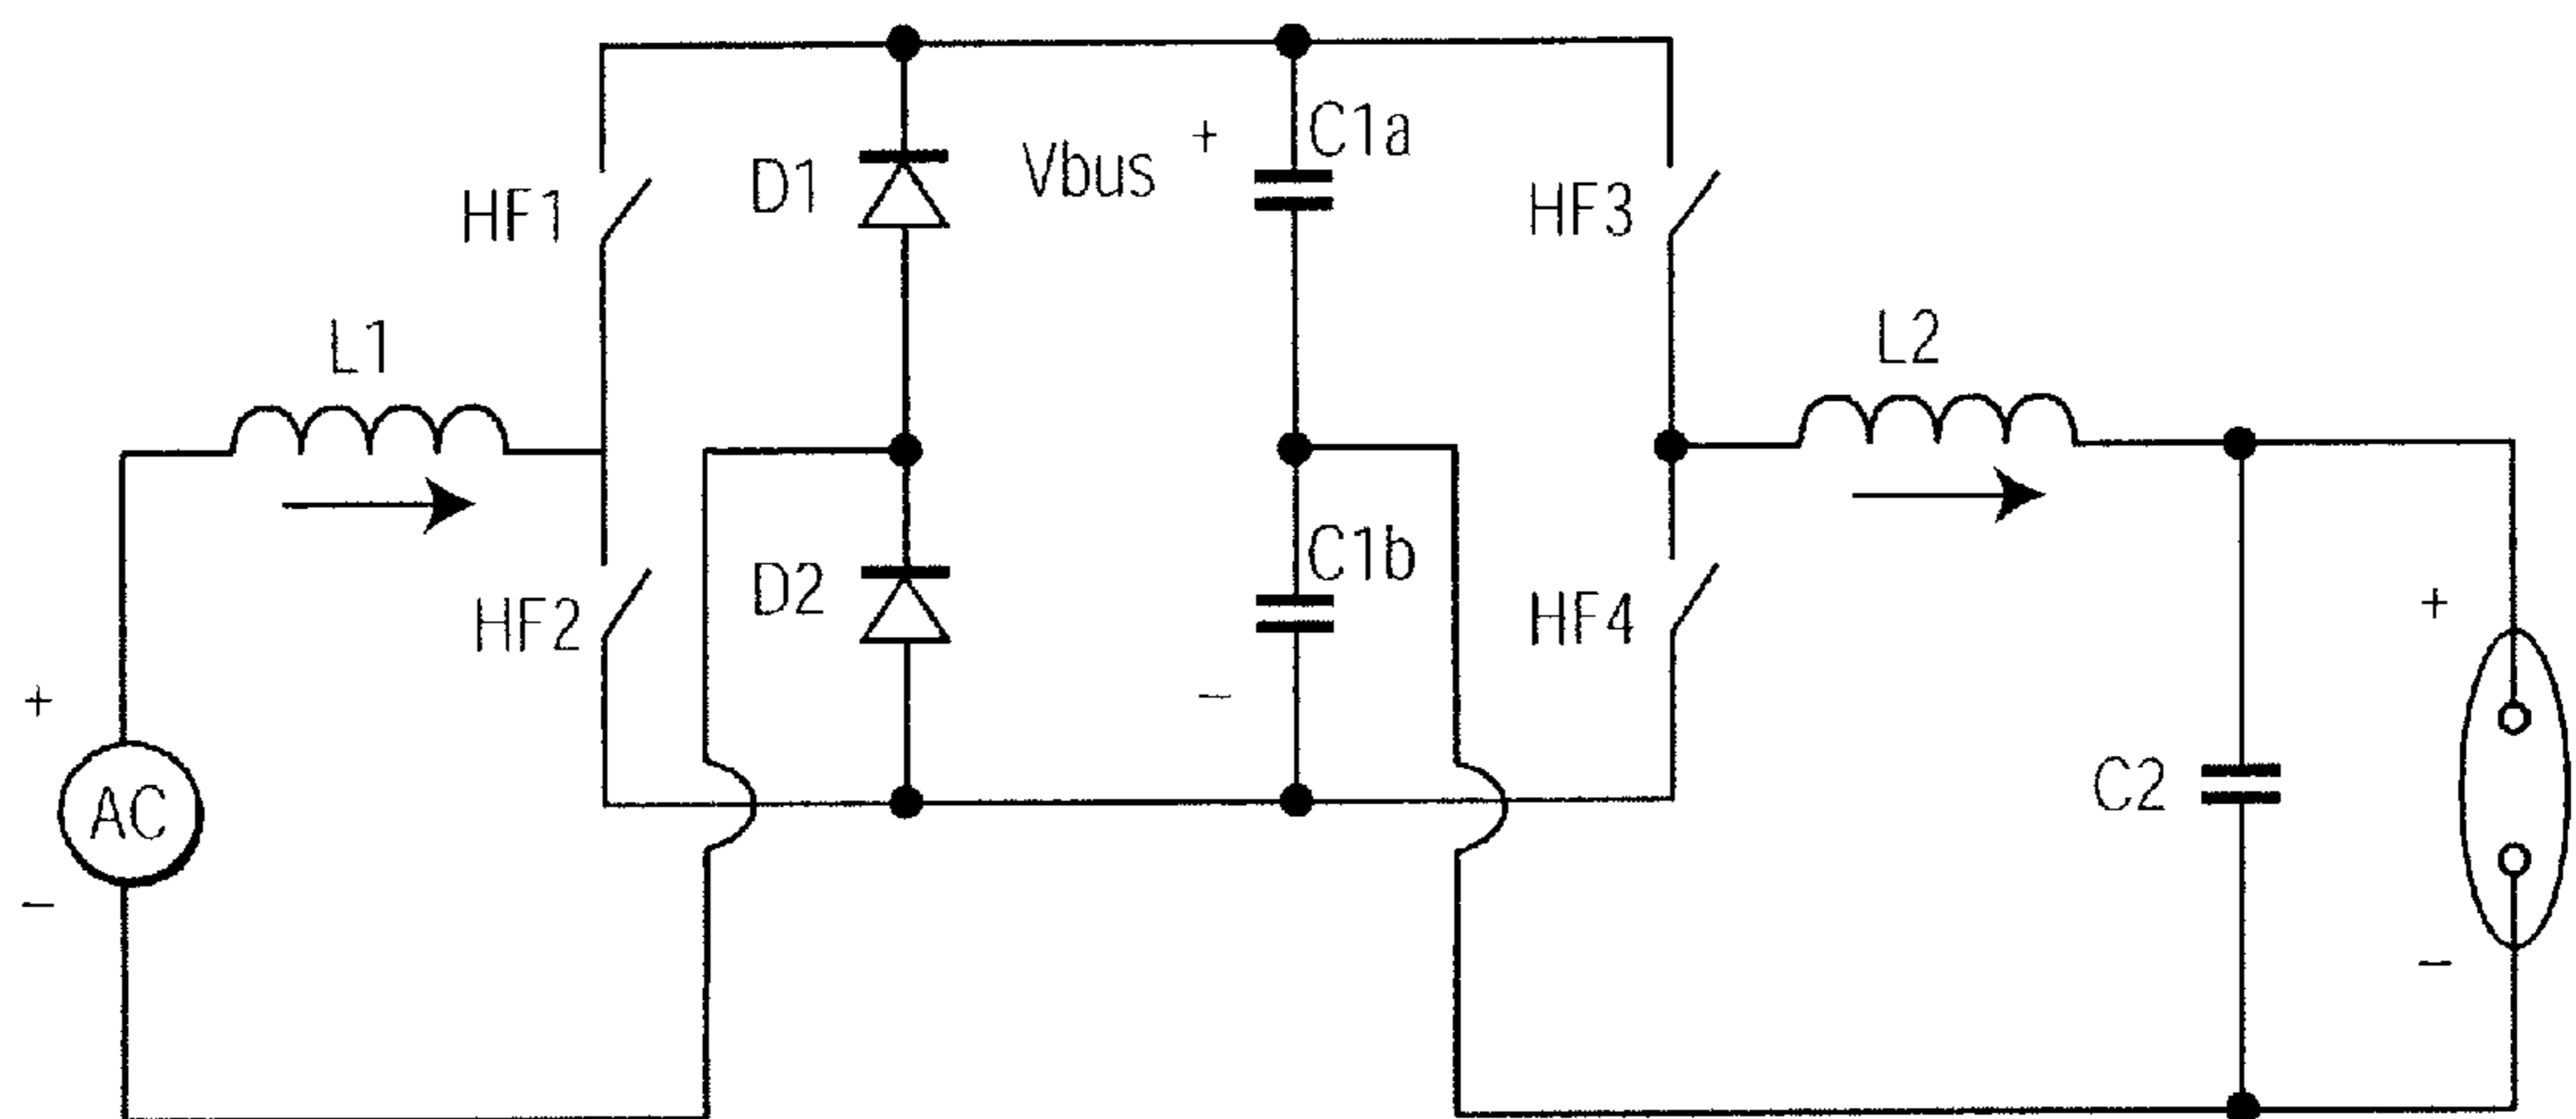 C1a
+
Vbus
D1
HF1
HF3
L1
L2
C1b
D2
HF2
HF4
+
+
−
C2
AC
−
−